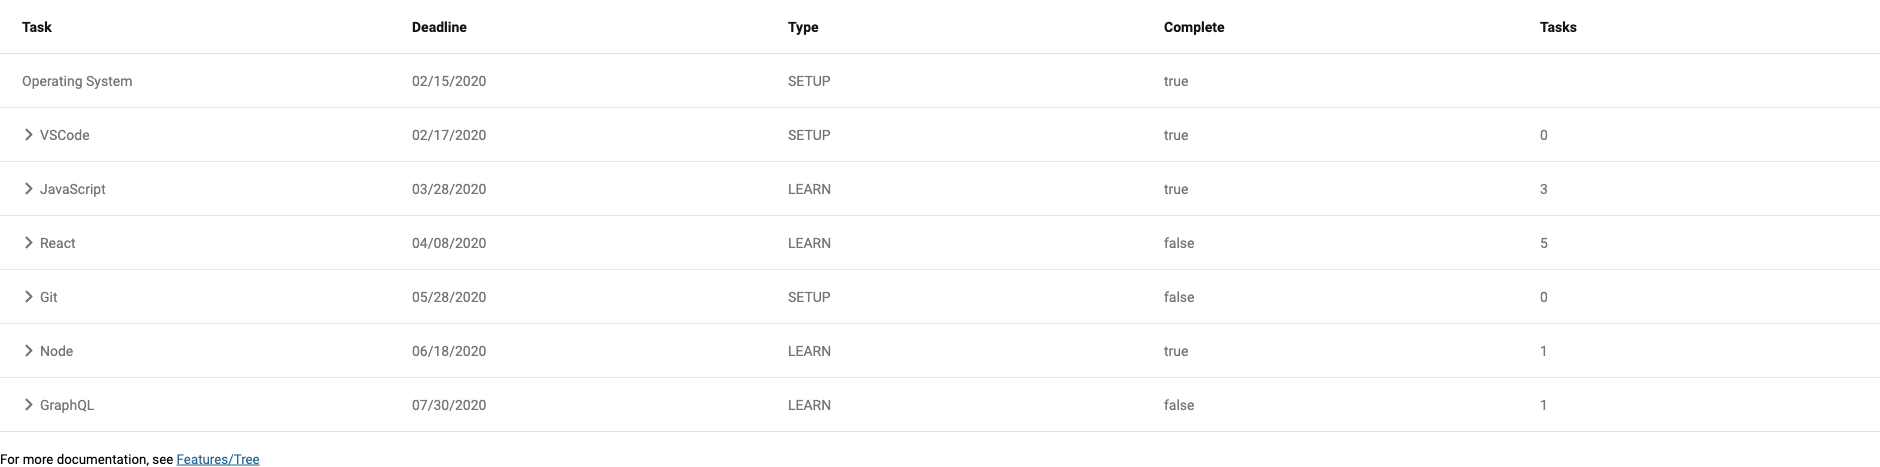 Task Deadline Type Complete Tasks
Operating System 02/15/2020 SETUP true
VSCode 02/17/2020 SETUP true 0
JavaScript 03/28/2020 LEARN true 3
React 04/08/2020 LEARN false 5
Git 05/28/2020 SETUP false 0
Node 06/18/2020 LEARN true 1
GraphQL 07/30/2020 LEARN false 1
For more documentation, see Features/Tree